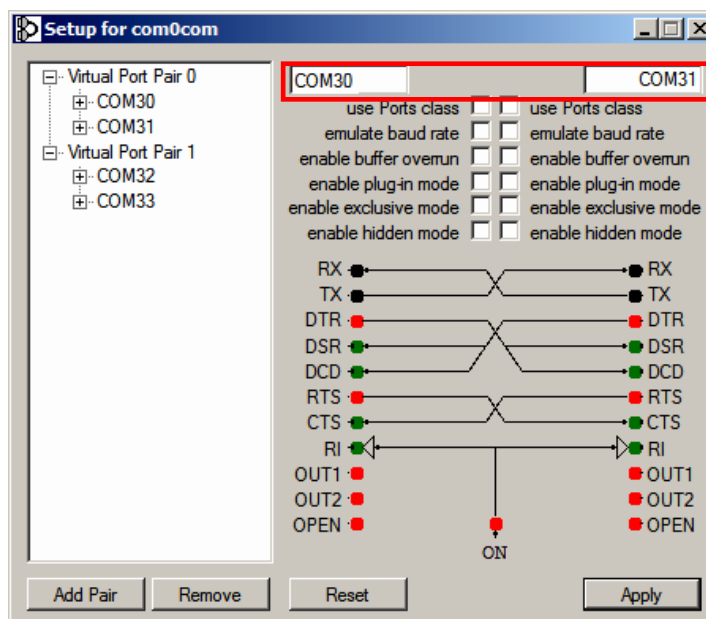 Setup for com0com
Virtual Port Pair 0
COM30
COM31
Virtual Port Pair 1
COM32
COM33
COM30 COM31
use Ports class use Ports class
emulate baud rate emulate baud rate
enable buffer overrun enable buffer overrun
enable plug-in mode enable plug-in mode
enable exclusive mode enable exclusive mode
enable hidden mode enable hidden mode
RX RX
TX TX
DTR DTR
DSR DSR
DCD DCD
RTS RTS
CTS CTS
RI RI
OUT1 OUT1
OUT2 OUT2
OPEN OPEN
ON
Add Pair Remove Reset Apply